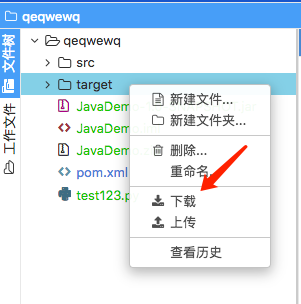 qeqwewq
文件树
工作文件
qeqwewq
src
target
JavaDem
JavaDem
JavaDem
pom.xml
test123.p
新建文件...
新建文件夹...
删除...
重命名
下载
上传
查看历史